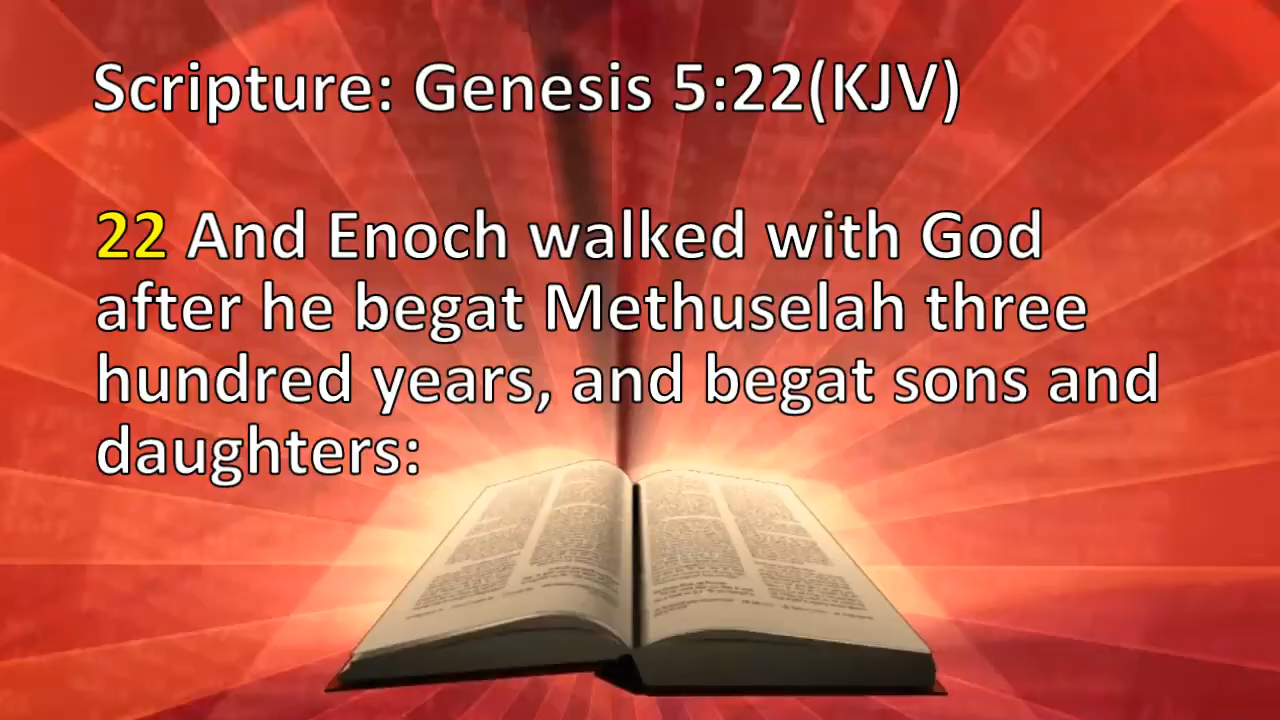 Scripture: Genesis 5:22(KJV)
22 And Enoch walked with God
after he begat Methuselah three
hundred years, and begat sons and
daughters: